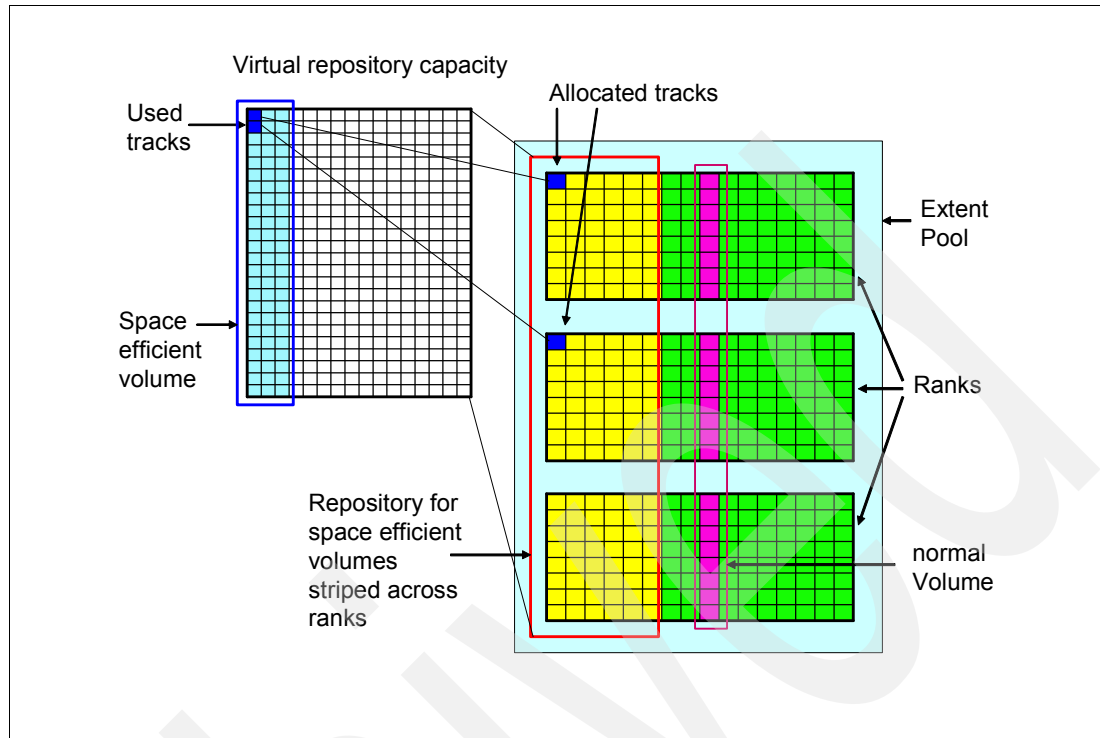 Virtual repository capacity
Allocated tracks
Used
tracks
Extent
Pool
Space
efficient
volume
Ranks
Repository for
space efficient
volumes
striped across
ranks
normal
Volume